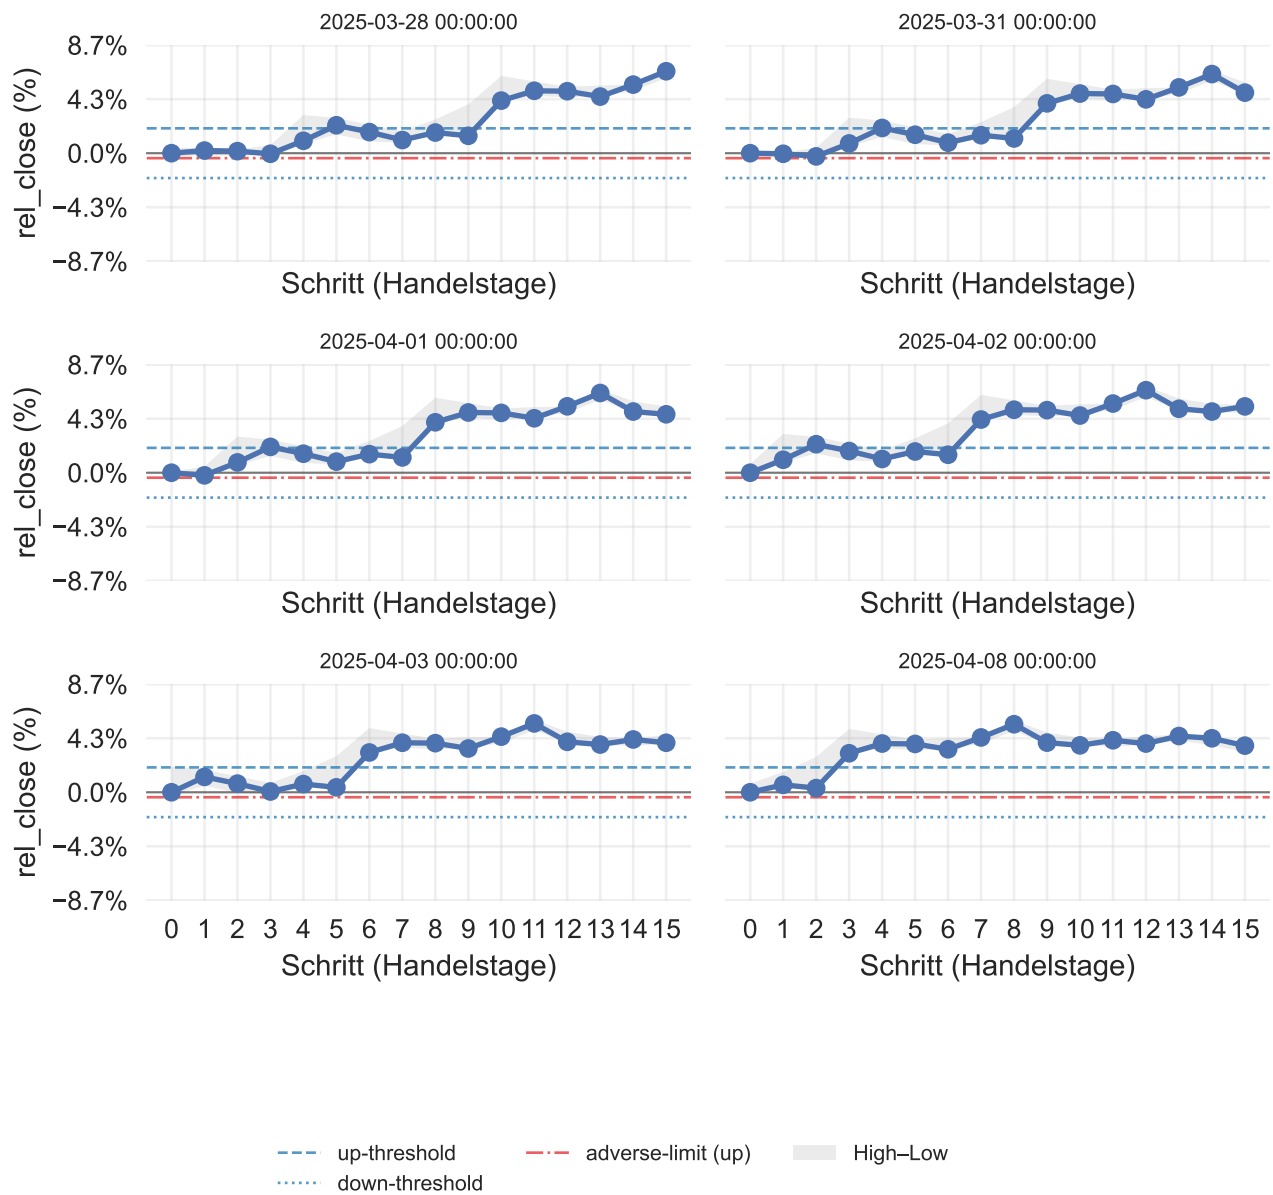 2025-03-28 00:00:00
2025-03-31 00:00:00
8.7%
4.3%
0.0%
−4.3%
−8.7%
rel_close (%)
Schritt (Handelstage)
Schritt (Handelstage)
2025-04-01 00:00:00
2025-04-02 00:00:00
8.7%
4.3%
0.0%
−4.3%
−8.7%
rel_close (%)
Schritt (Handelstage)
Schritt (Handelstage)
2025-04-03 00:00:00
2025-04-08 00:00:00
8.7%
4.3%
0.0%
−4.3%
−8.7%
rel_close (%)
0 1 2 3 4 5 6 7 8 9 10 11 12 13 14 15
0 1 2 3 4 5 6 7 8 9 10 11 12 13 14 15
Schritt (Handelstage)
Schritt (Handelstage)
up-threshold
down-threshold
adverse-limit (up)
High–Low